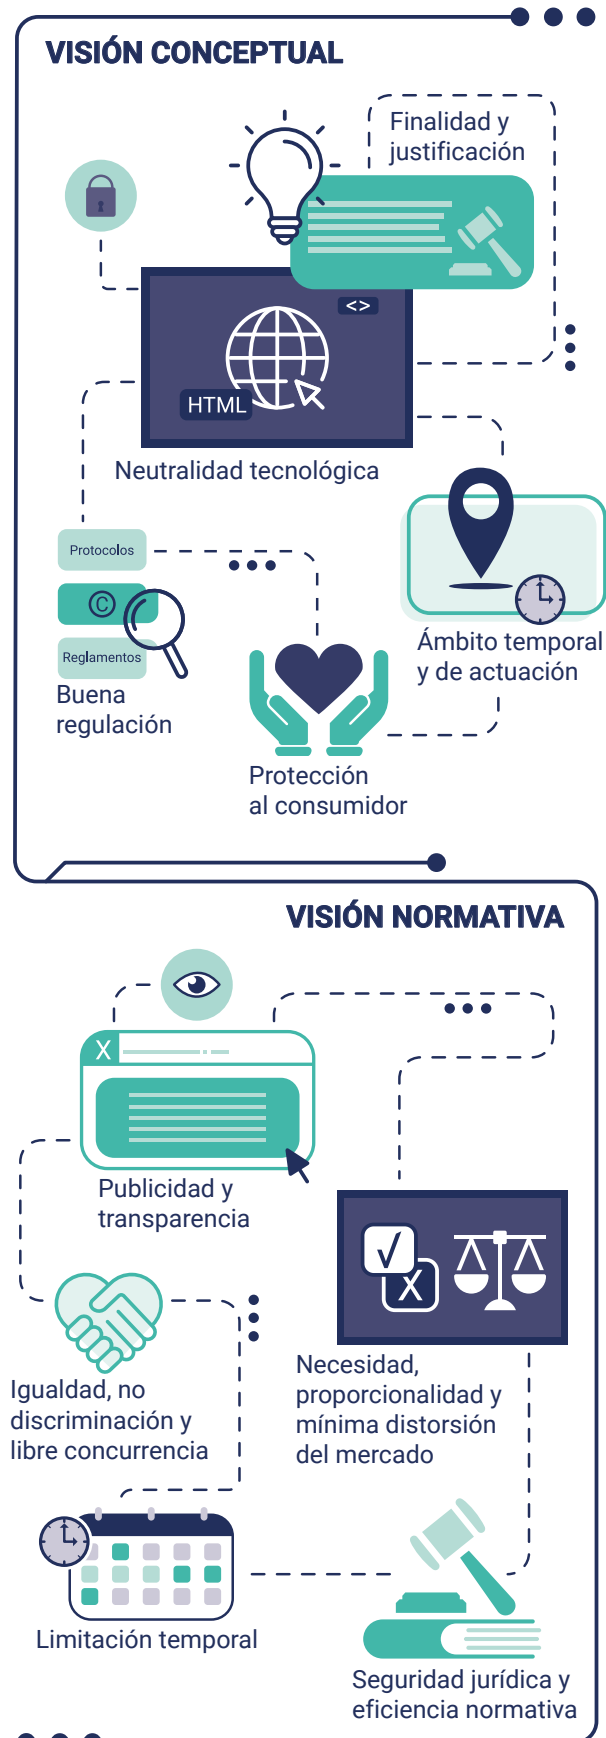 VISIÓN CONCEPTUAL
Finalidad y
justificación
<>
HTML
Neutralidad tecnológica
Protocolos
©
Reglamentos
Buena
regulación
Ámbito temporal
y de actuación
Protección
al consumidor
VISIÓN NORMATIVA
X
Publicidad y
transparencia
√
X
Necesidad,
proporcionalidad y
mínima distorsión
del mercado
Igualdad, no
discriminación y
libre concurrencia
Limitación temporal
Seguridad jurídica y
eficiencia normativa